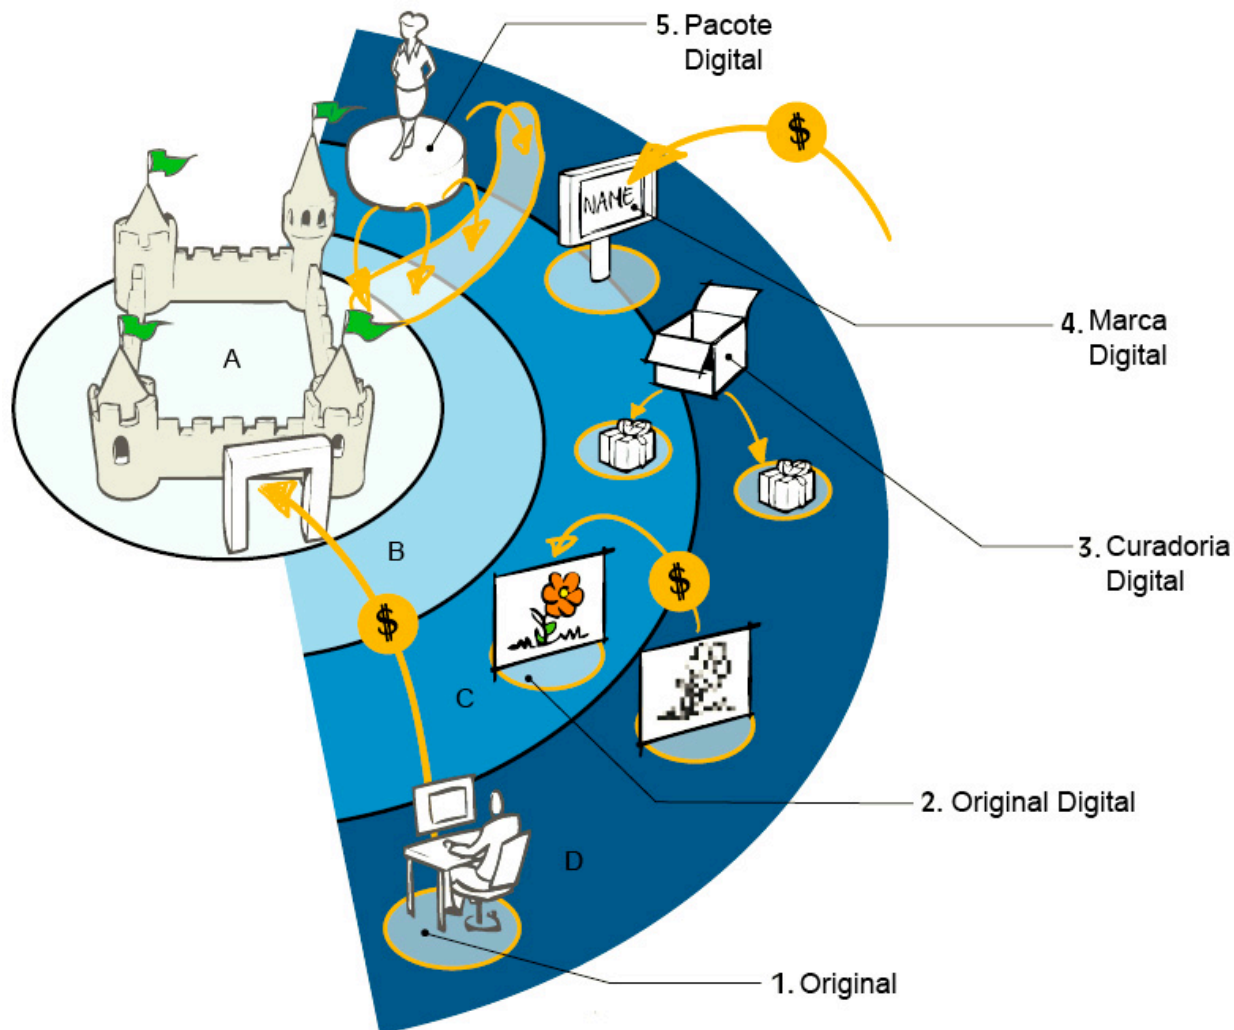 5. Pacote
Digital
$
NAME
4. Marca
Digital
A
3. Curadoria
Digital
B
$
$
C
2. Original Digital
D
1. Original